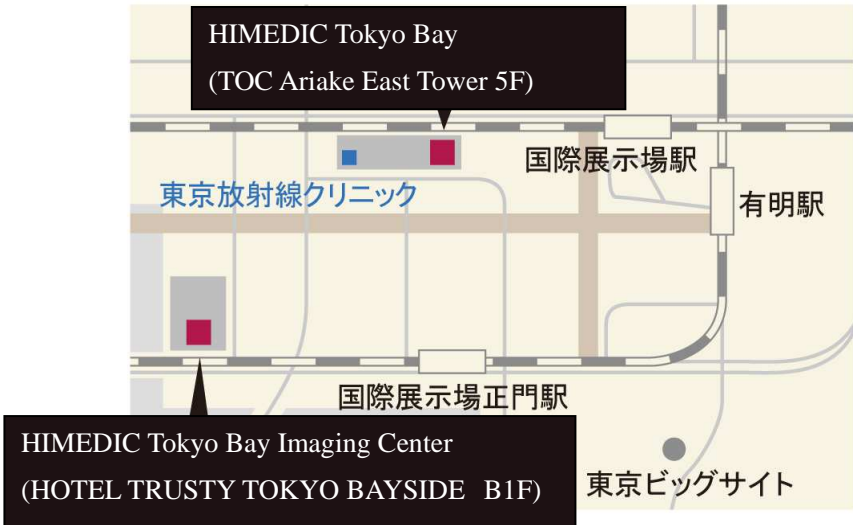 HIMEDIC Tokyo Bay
(TOC Ariake East Tower 5F)
国際展示場駅
東京放射線クリニック
有明駅
国際展示場正門駅
HIMEDIC Tokyo Bay Imaging Center
(HOTEL TRUSTY TOKYO BAYSIDE B1F)
東京ビッグサイト